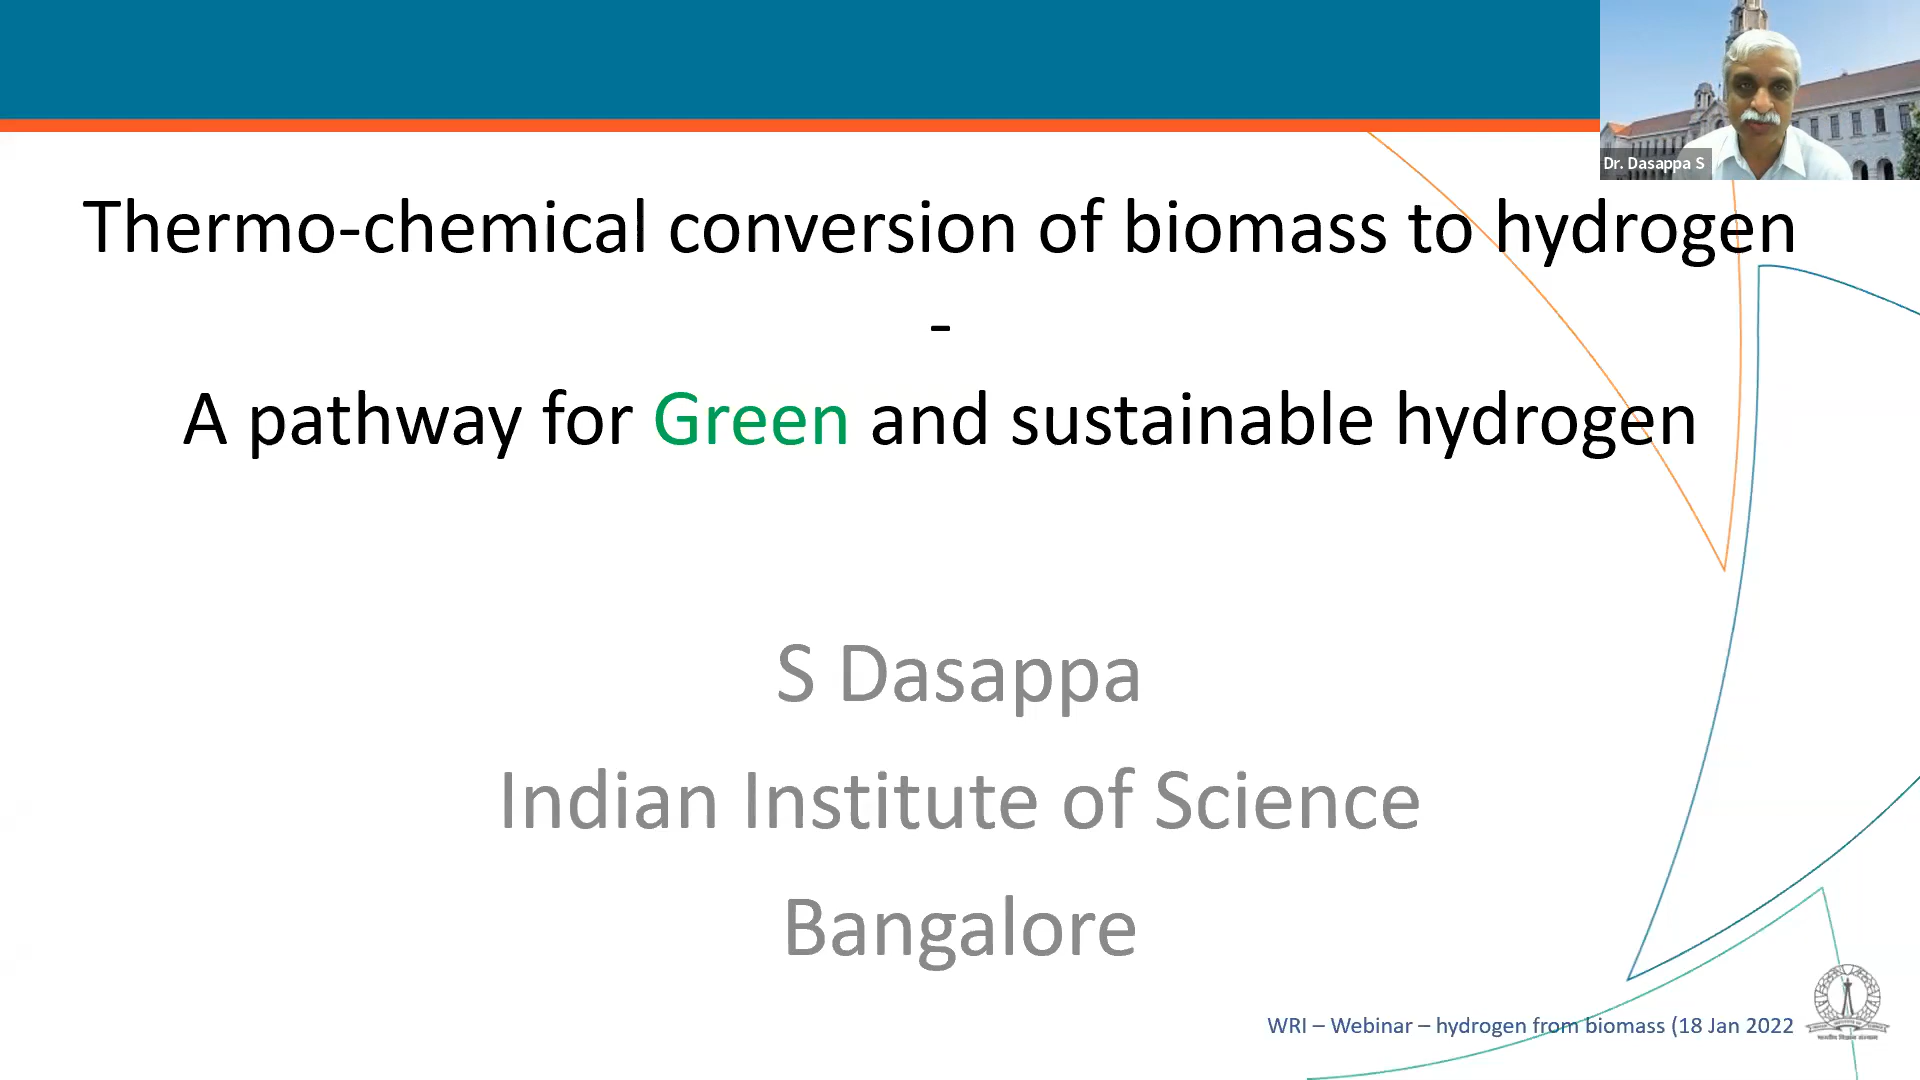 Dr. Dasappa S
Thermo-chemical conversion of biomass to hydrogen
-
A pathway for Green and sustainable hydrogen
S Dasappa
Indian Institute of Science
Bangalore
WRI – Webinar – hydrogen from biomass (18 Jan 2022